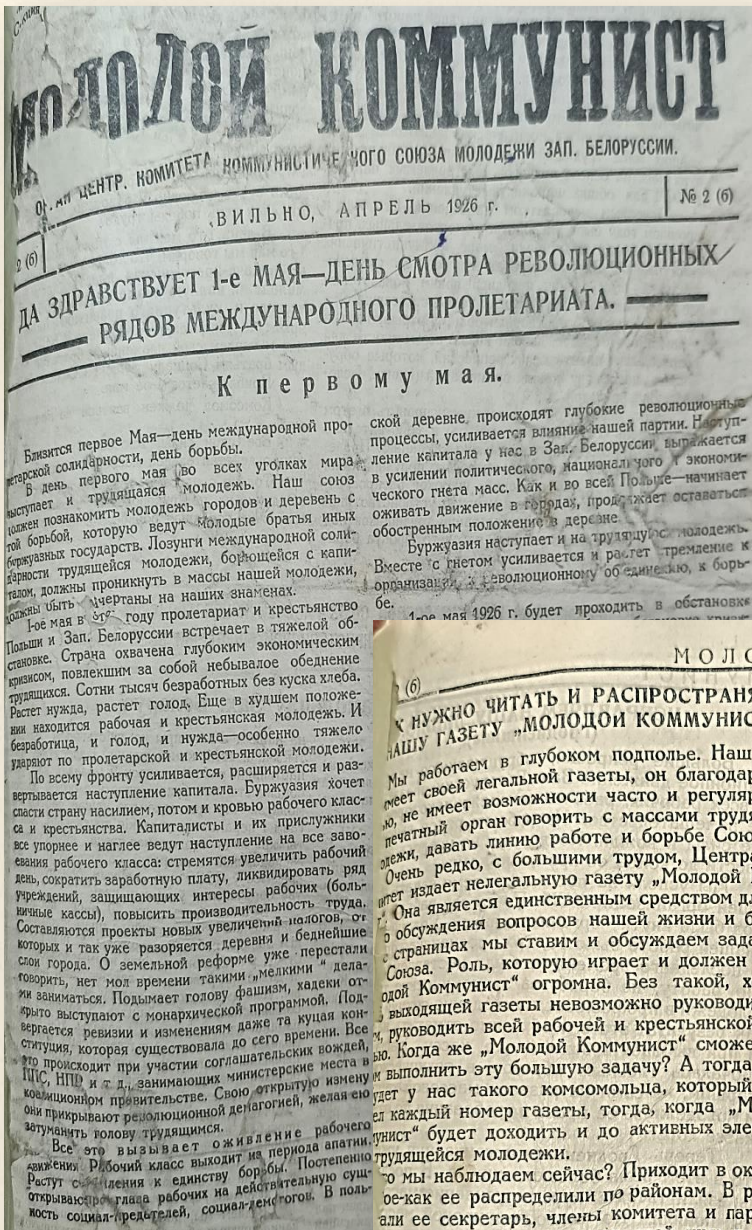 МОЛОДОЙ КОММУНИСТ
ЦЕНТР. КОМИТЕТА КОММУНИСТИЧЕ КОГО СОЮЗА МОЛОДЕЖИ ЗАП. БЕЛОРУССИИ.
2 (6)
ВИЛЬНО, АПРЕЛЬ 1926 г.
№ 2 (6)
ДА ЗДРАВСТВУЕТ 1-е МАЯ—ДЕНЬ СМОТРА РЕВОЛЮЦИОННЫХ
РЯДОВ МЕЖДУНАРОДНОГО ПРОЛЕТАРИАТА.
К первому мая.
Близится первое Мая—день международной про-
летарской солидарности, день борьбы.
В день первого мая во всех уголках мира
выступает и трудящаяся молодежь. Наш союз
должен познакомить молодежь городов и деревень с
той борьбой, которую ведут молодые братья иных
буржуазных государств. Лозунги международной соли-
дарности трудящейся молодежи, борющейся с капи-
талом, должны проникнуть в массы нашей молодежи,
должны быть начертаны на наших знаменах.
1-ое мая в году пролетариат и крестьянство
Польши и Зап. Белоруссии встречает в тяжелой об-
становке. Страна охвачена глубоким экономическим
кризисом, повлекшим за собой небывалое обеднение
трудящихся. Сотни тысяч безработных без куска хлеба.
Растет нужда, растет голод. Еще в худшем положе-
нии находится рабочая и крестьянская молодежь. И
безработица, и голод, и нужда—особенно тяжело
ударяют по пролетарской и крестьянской молодежи.
По всему фронту усиливается, расширяется и раз-
вертывается наступление капитала. Буржуазия хочет
спасти страну насилием, потом и кровью рабочего клас-
са и крестьянства. Капиталисты и их прислужники
все упорнее и наглее ведут наступление на все заво-
евания рабочего класса: стремятся увеличить рабочий
день, сократить заработную плату, ликвидировать ряд
учреждений, защищающих интересы рабочих (боль-
ничные кассы), повысить производительность труда.
Составляются проекты новых увеличений налогов, от
которых и так уже разоряется деревня и беднейшие
слои города. О земельной реформе уже перестали
говорить, нет мол времени такими „мелкими“ дела-
ми заниматься. Подымает голову фашизм, хадеки от-
крыто выступают с монархической программой. Под-
вергается ревизии и изменениям даже та куцая кон-
ституция, которая существовала до сего времени. Все
это происходит при участии соглашательских вождей,
ППС, НПР и т д., занимающих министерские места в
коалиционном правительстве. Свою открытую измену
они прикрывают революционной демагогией, желая ею
затуманить голову трудящимся.
Все это вызывает оживление рабочего
движения. Рабочий класс выходит из периода апатии.
Растут к единству борьбы. Постепенно
глаза рабочих на действительную сущ-
ность социал-предателей, социал-демагогов. В поль-
ской деревне, происходят глубокие революционные
процессы, усиливается влияние нашей партии. Наступ-
ление капитала у нас в Зап. Белоруссии выражается
в усилении политического, национального и экономи-
ческого гнета масс. Как и во всей Польше—начинает
оживать движение в городах, продолжает оставаться
обостренным положение в деревне.
Буржуазия наступает и на трудящуюся молодежь.
Вместе с гнетом усиливается и растет стремление к
организации, к революционному объединению, к борь-
бе.
1-ое мая 1926 г. будет проходить в обстановке
МОЛО
(6)
НУЖНО ЧИТАТЬ И РАСПРОСТРАНЯ
НАШУ ГАЗЕТУ „МОЛОДОЙ КОММУНИС
Мы работаем в глубоком подполье. Наш
имеет своей легальной газеты, он благодар
ю, не имеет возможности часто и регуляр
печатный орган говорить с массами трудя
одежи, давать линию работе и борьбе Сою
Очень редко, с большими трудом, Центра
итет издает нелегальную газету „Молодой
Она является единственным средством дл
обсуждения вопросов нашей жизни и б
страницах мы ставим и обсуждаем зада
Союза. Роль, которую играет и должен
одой Коммунист" огромна. Без такой, х
выходящей газеты невозможно руководи
руководить всей рабочей и крестьянской
ью. Когда же „Молодой Коммунист" сможе
выполнить эту большую задачу? А тогда
удет у нас такого комсомольца, который
ел каждый номер газеты, тогда, когда „М
унист" будет доходить и до активных эле
трудящейся молодежи.
то мы наблюдаем сейчас? Приходит в ок
ое-как ее распределили по районам. В р
али ее секретарь, члены комитета и пар